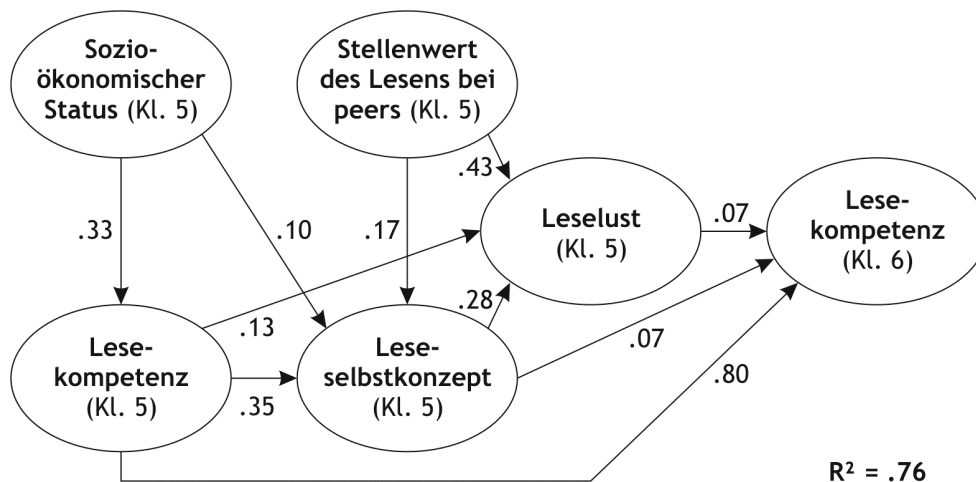 Sozio-
ökonomischer
Status (Kl. 5)
Stellenwert
des Lesens bei
peers (Kl. 5)
.43
Leselust
(Kl. 5)
.07
Lese-
kompetenz
(Kl. 6)
.33
.10
.17
.28
.13
.07
Lese-
kompetenz
(Kl. 5)
.35
Lese-
selbstkonzept
(Kl. 5)
.80
R² = .76